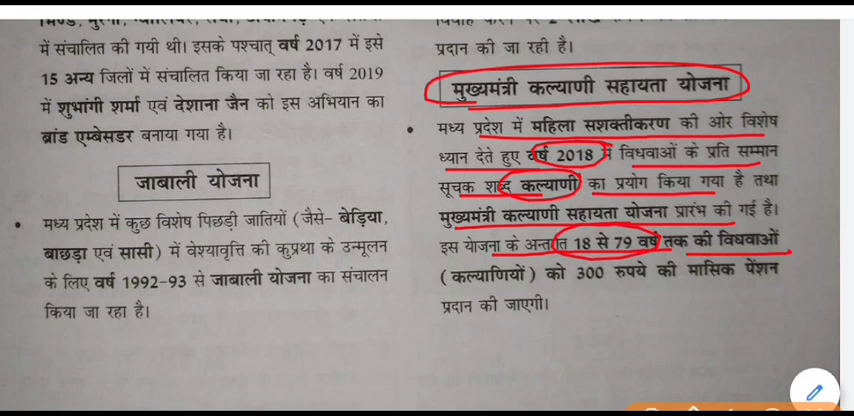 में संचालित की गयी थी। इसके पश्चात् वर्ष 2017 में इसे
15 अन्य जिलों में संचालित किया जा रहा है। वर्ष 2019
में शुभांगी शर्मा एवं देशाना जैन को इस अभियान का
ब्रांड एम्बेसडर बनाया गया है।
जाबाली योजना
• मध्य प्रदेश में कुछ विशेष पिछड़ी जातियों (जैसे– बेड़िया,
बाछड़ा एवं सासी) में वेश्यावृत्ति की कुप्रथा के उन्मूलन
के लिए वर्ष 1992-93 से जाबाली योजना का संचालन
किया जा रहा है।
प्रदान की जा रही है।
मुख्यमंत्री कल्याणी सहायता योजना
• मध्य प्रदेश में महिला सशक्तीकरण की ओर विशेष
ध्यान देते हुए वर्ष 2018 में विधवाओं के प्रति सम्मान
सूचक शब्द कल्याणी का प्रयोग किया गया है तथा
मुख्यमंत्री कल्याणी सहायता योजना प्रारंभ की गई है।
इस योजना के अन्तर्गत 18 से 79 वर्ष तक की विधवाओं
(कल्याणियों) को 300 रुपये की मासिक पेंशन
प्रदान की जाएगी।